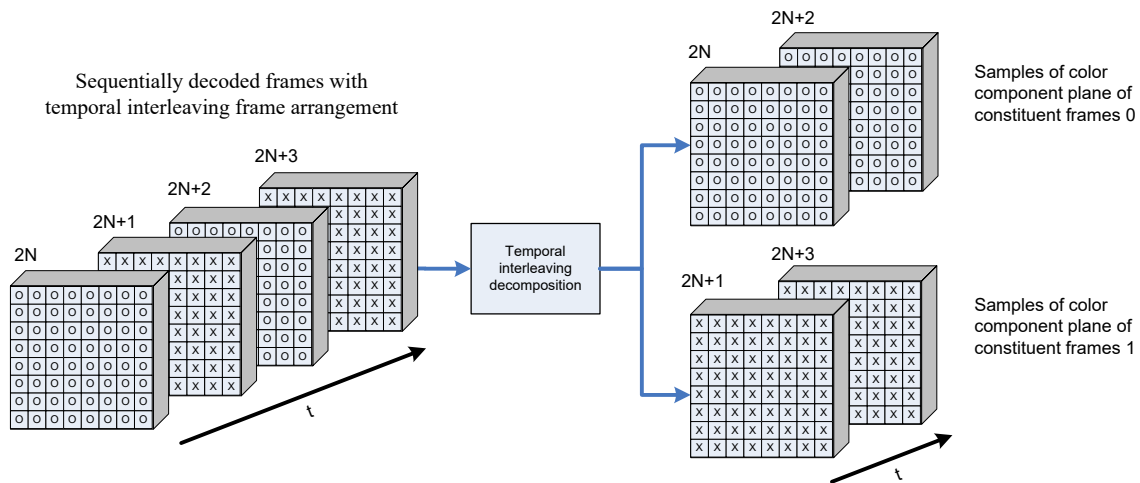 Sequentially decoded frames with
temporal interleaving frame arrangement
2N
2N+1
2N+2
2N+3
O O O O O O O O
O O O O O O O O
O O O O O O O O
O O O O O O O O
O O O O O O O O
O O O O O O O O
O O O O O O O O
O O O O O O O O
X X X X X X X X
X X X X
X X X X
X X X X
X X X X
X X X X
X X X X
X X X X
O O O O O O O O
O O O
O O O
O O O
O O O
O O O
O O O
O O O
X X X X X X X X
X X X X X
X X X X X
X X X X X
X X X X X
X X X X X
X X X X X
X X X X X
t
Temporal
interleaving
decomposition
2N
2N+2
O O O O O O O O
O O O O O O O O
O O O O O O O O
O O O O O O O O
O O O O O O O O
O O O O O O O O
O O O O O O O O
O O O O O O O O
O O O O O O O O
O O O O
O O O O
O O O O
O O O O
O O O O
O O O O
O O O O
Samples of color
component plane of
constituent frames 0
2N+1
2N+3
X X X X X X X X
X X X X X X X X
X X X X X X X X
X X X X X X X X
X X X X X X X X
X X X X X X X X
X X X X X X X X
X X X X X X X X
X X X X X X X X
X X X X
X X X X
X X X X
X X X X
X X X X
X X X X
X X X X
Samples of color
component plane of
constituent frames 1
t